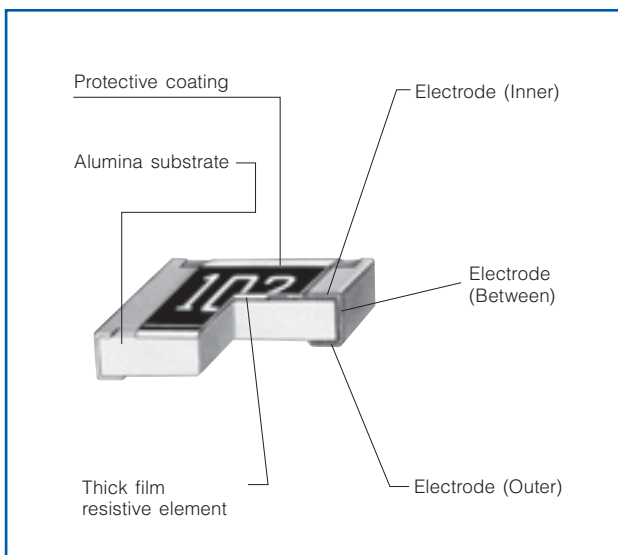 Protective coating
Electrode (Inner)
Alumina substrate
102
Electrode
(Between)
Thick film
resistive element
Electrode (Outer)